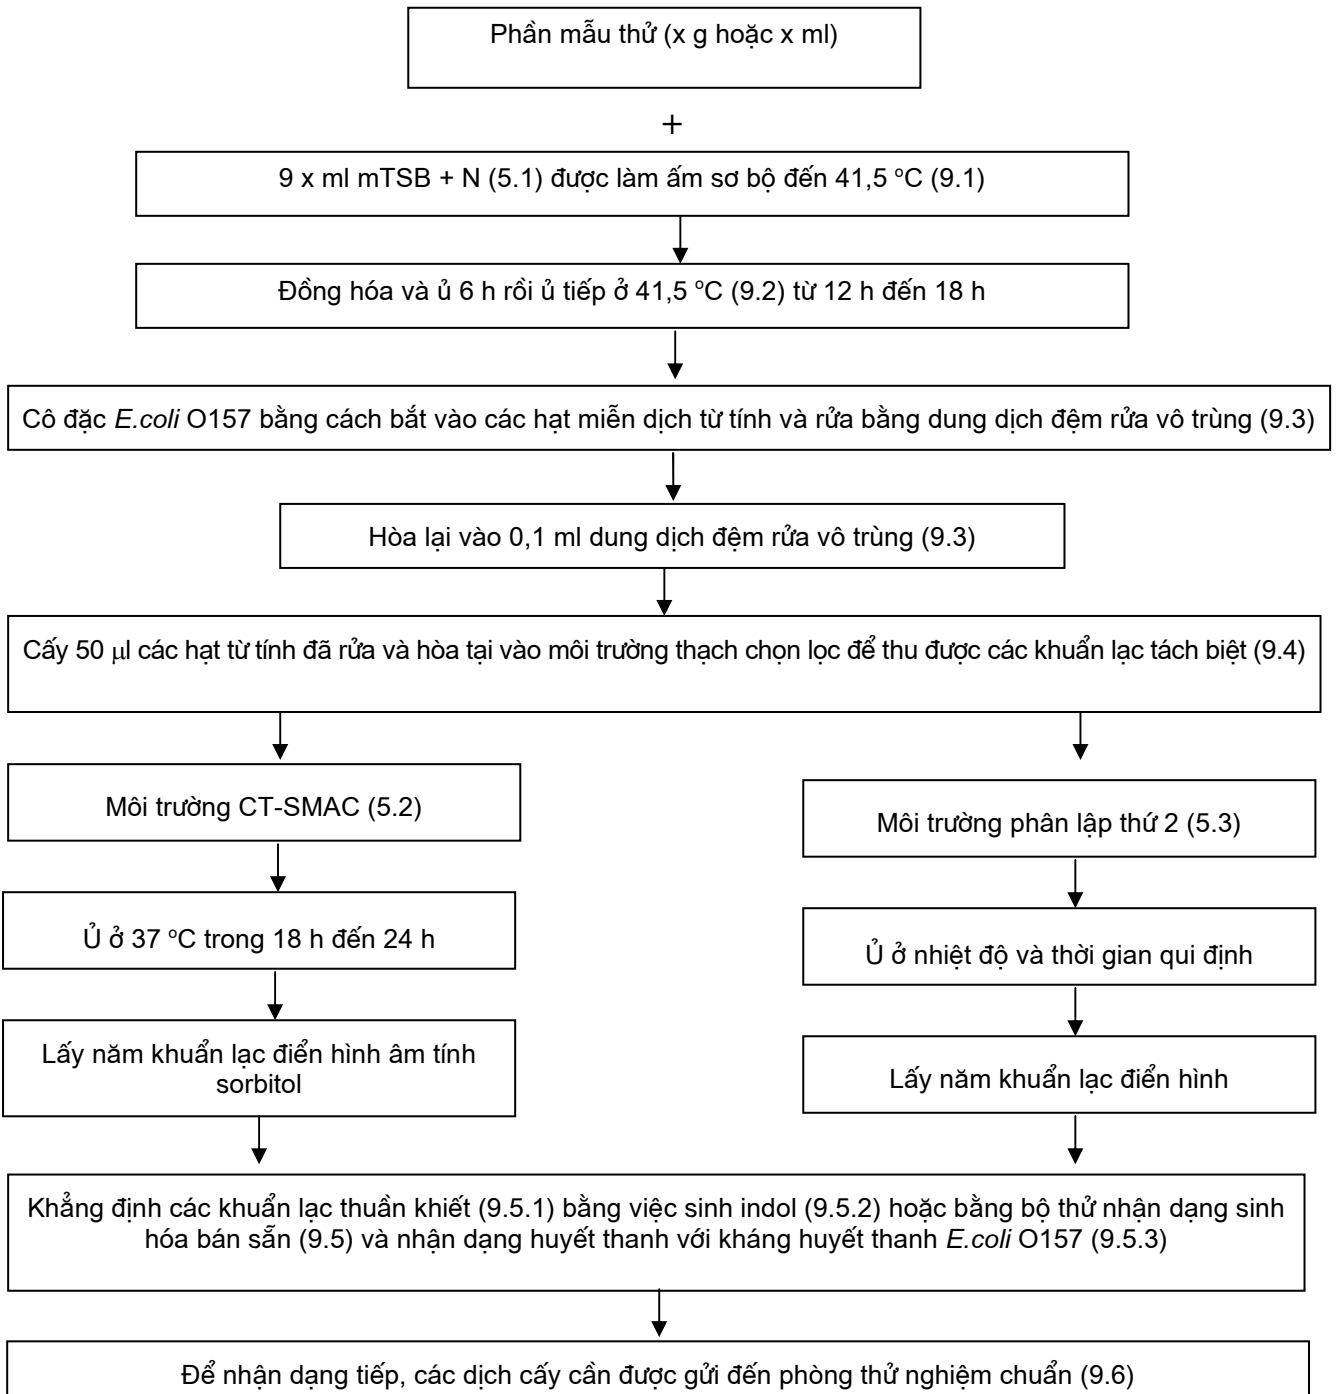 Phần mẫu thử (x g hoặc x ml)
+
9 x ml mTSB + N (5.1) được làm ấm sơ bộ đến 41,5 °C (9.1)
Đồng hóa và ủ 6 h rồi ủ tiếp ở 41,5 °C (9.2) từ 12 h đến 18 h
Cô đặc E.coli O157 bằng cách bắt vào các hạt miễn dịch từ tính và rửa bằng dung dịch đệm rửa vô trùng (9.3)
Hòa lại vào 0,1 ml dung dịch đệm rửa vô trùng (9.3)
Cấy 50 µl các hạt từ tính đã rửa và hòa tại vào môi trường thạch chọn lọc để thu được các khuẩn lạc tách biệt (9.4)
Môi trường CT-SMAC (5.2)
Ủ ở 37 °C trong 18 h đến 24 h
Lấy năm khuẩn lạc điển hình âm tính
sorbitol
Môi trường phân lập thứ 2 (5.3)
Ủ ở nhiệt độ và thời gian qui định
Lấy năm khuẩn lạc điển hình
Khẳng định các khuẩn lạc thuần khiết (9.5.1) bằng việc sinh indol (9.5.2) hoặc bằng bộ thử nhận dạng sinh
hóa bán sẵn (9.5) và nhận dạng huyết thanh với kháng huyết thanh E.coli O157 (9.5.3)
Để nhận dạng tiếp, các dịch cấy cần được gửi đến phòng thử nghiệm chuẩn (9.6)